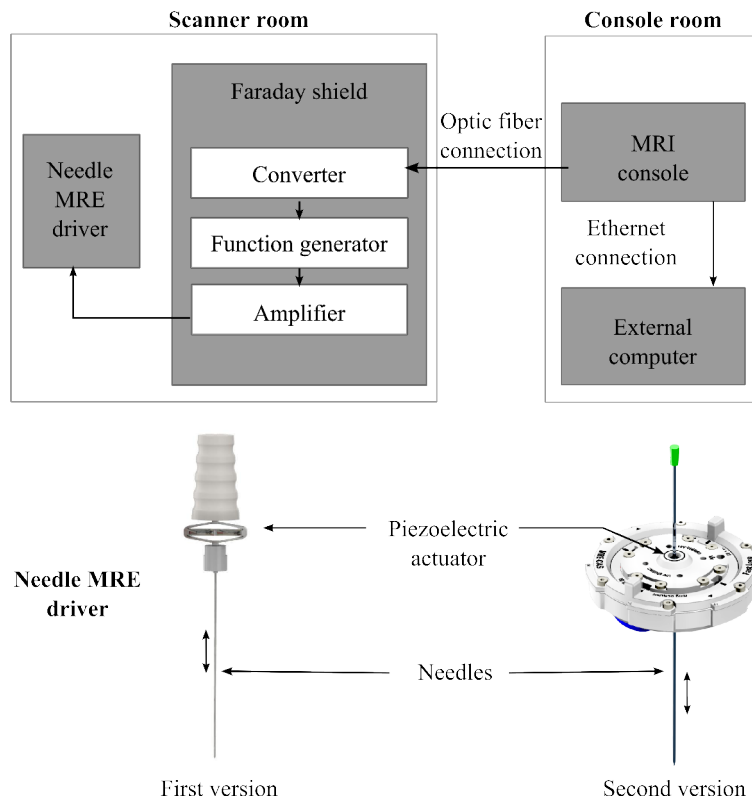 Scanner room
Console room
Faraday shield
Optic fiber
connection
MRI
console
Needle
MRE
driver
Converter
Function generator
Ethernet
connection
Amplifier
External
computer
Piezoelectric
actuator
Needle MRE
driver
Needles
First version
Second version